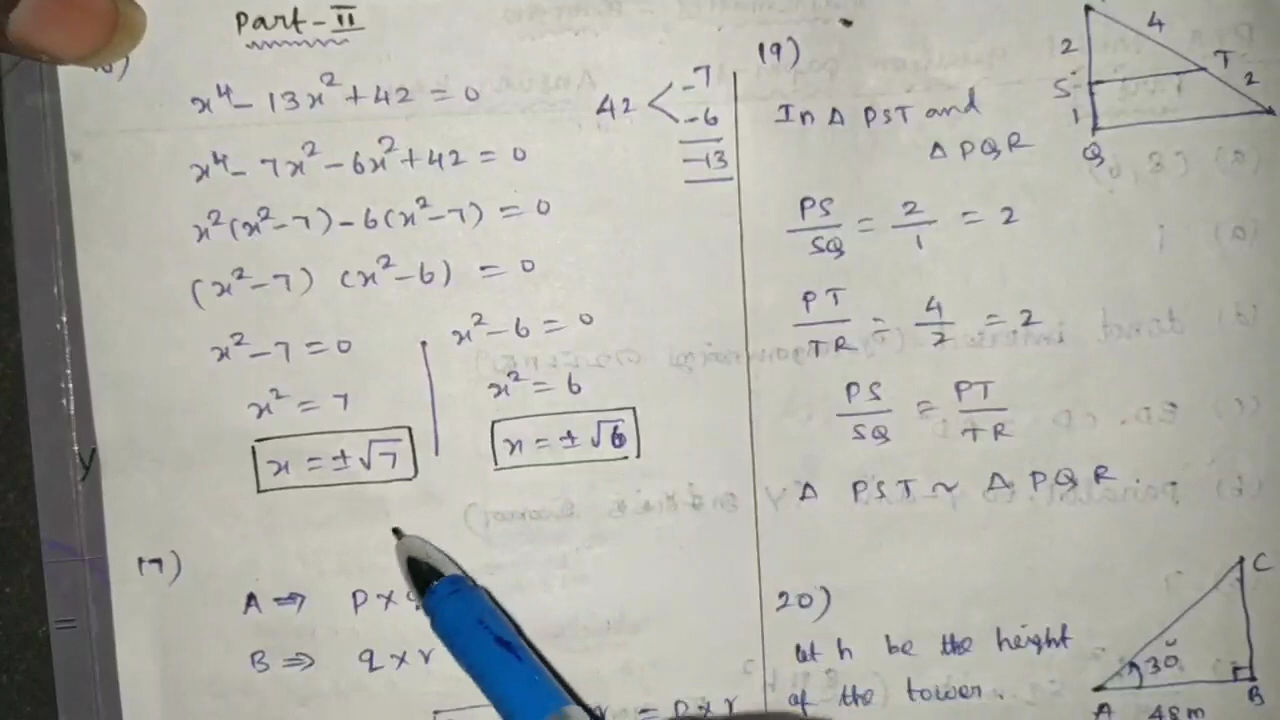 Part-II
x⁴ - 13x² + 42 = 0
42 < -7
-6
-13
x⁴ - 7x² - 6x² + 42 = 0
x²(x²-7) - 6(x²-7) = 0
(x²-7) (x²-6) = 0
x²-7 = 0
x² = 7
x = ±√7
x²-6 = 0
x² = 6
x = ±√6
17)
A ⇒ P×q
B ⇒ q×r
= P×r
19)
2
4
S
T
1
2
Q
In Δ PST and
Δ PQR
PS/SQ = 2/1 = 2
PT/TR = 4/2 = 2
PS/SQ = PT/TR
Δ PST ~ Δ PQR
20)
let h be the height
of the tower.
C
30°
A
B
48m